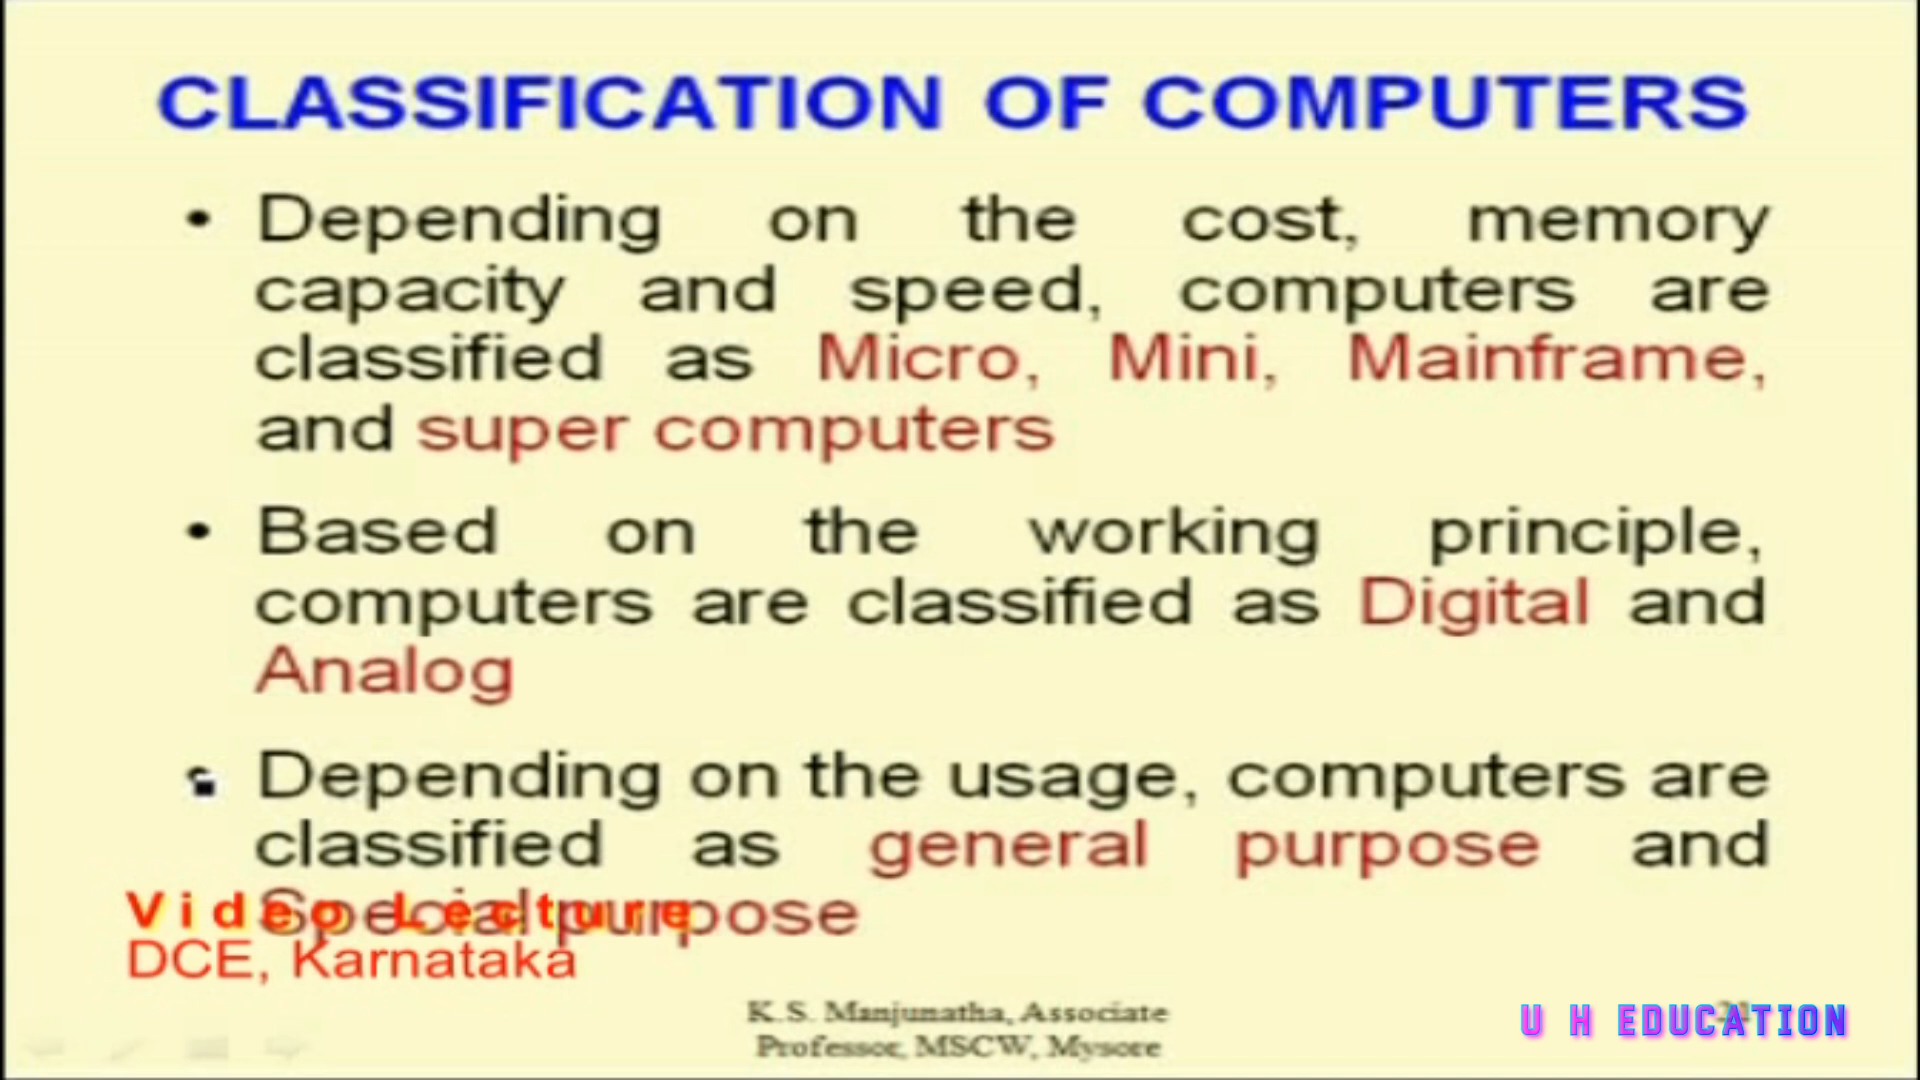 CLASSIFICATION OF COMPUTERS
• Depending on the cost, memory
capacity and speed, computers are
classified as Micro, Mini, Mainframe,
and super computers
• Based on the working principle,
computers are classified as Digital and
Analog
• Depending on the usage, computers are
classified as general purpose and
Special purpose
Video Lecture
DCE, Karnataka
K.S. Manjunatha, Associate
Professor, MSCW, Mysore
U H EDUCATION